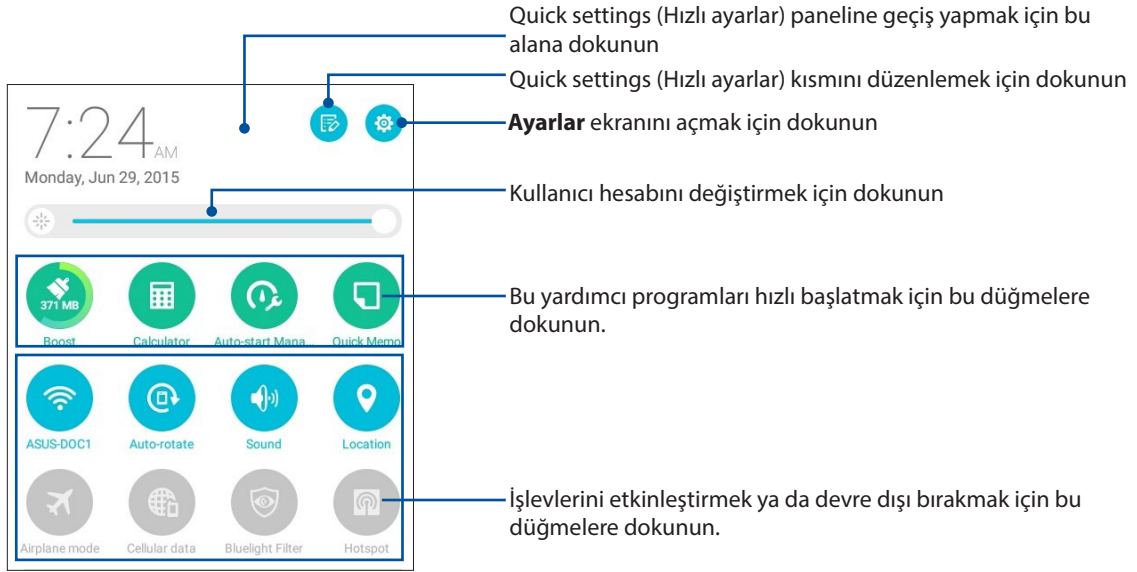 Quick settings (Hızlı ayarlar) paneline geçiş yapmak için bu
alana dokunun
Quick settings (Hızlı ayarlar) kısmını düzenlemek için dokunun
7:24 AM
Ayarlar ekranını açmak için dokunun
Monday, Jun 29, 2015
Kullanıcı hesabını değiştirmek için dokunun
371 MB
Bu yardımcı programları hızlı başlatmak için bu düğmelere
dokunun.
Boost Calculator Auto-start Mana... Quick Memo
ASUS-DOC1 Auto-rotate Sound Location
İşlevlerini etkinleştirmek ya da devre dışı bırakmak için bu
düğmelere dokunun.
Airplane mode Cellular data Bluelight Filter Hotspot